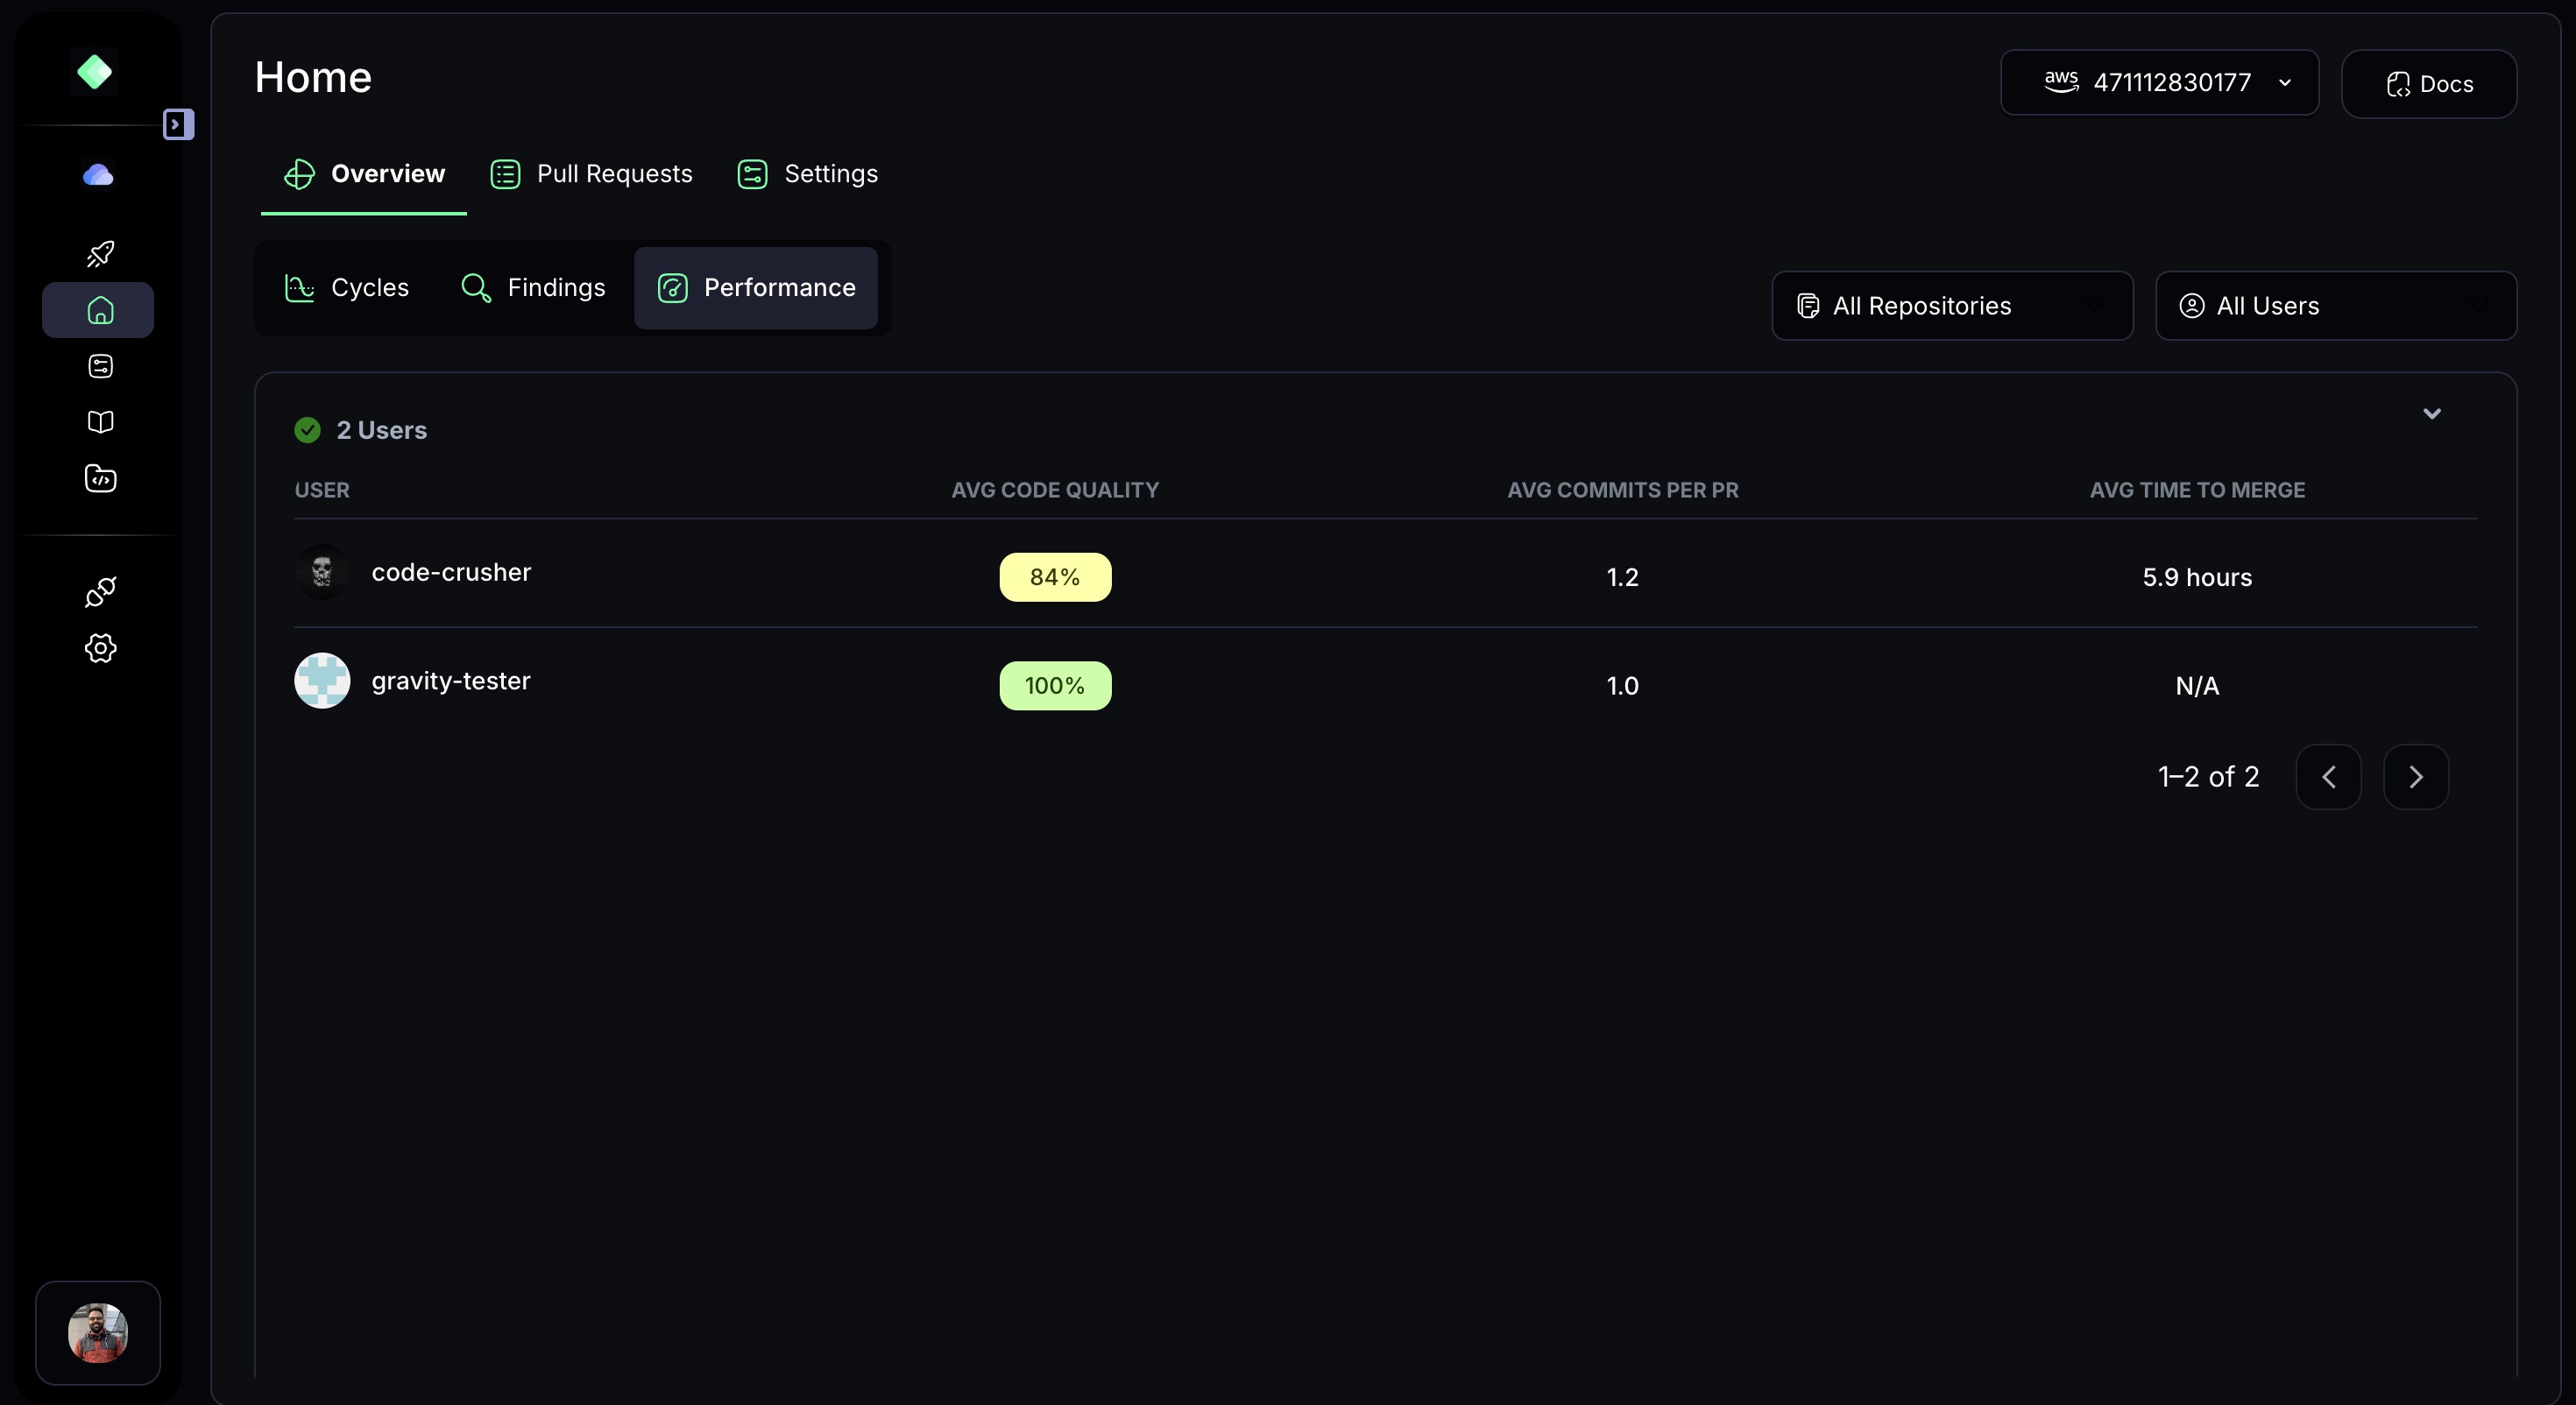 Home
aws 471112830177
Docs
Overview
Pull Requests
Settings
Cycles
Findings
Performance
All Repositories
All Users
2 Users
USER
AVG CODE QUALITY
AVG COMMITS PER PR
AVG TIME TO MERGE
code-crusher
84%
1.2
5.9 hours
gravity-tester
100%
1.0
N/A
1–2 of 2